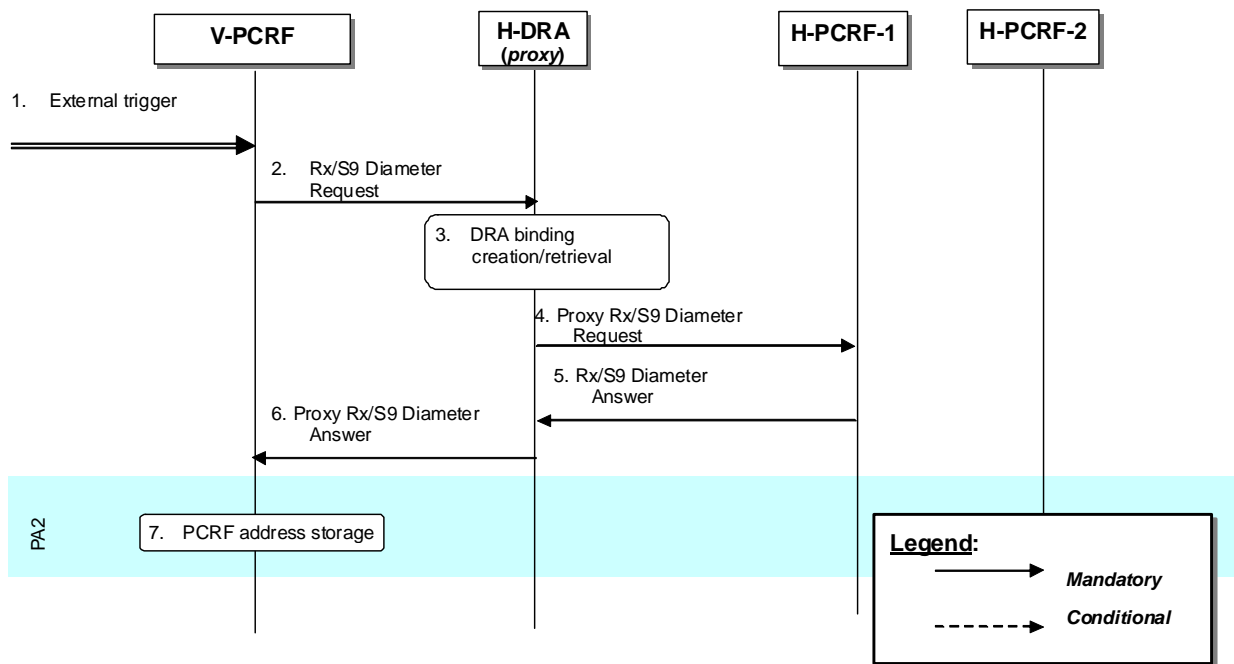 V-PCRF
H-DRA
(proxy)
H-PCRF-1
H-PCRF-2
1. External trigger
2. Rx/S9 Diameter
Request
3. DRA binding
creation/retrieval
4. Proxy Rx/S9 Diameter
Request
5. Rx/S9 Diameter
Answer
6. Proxy Rx/S9 Diameter
Answer
PA2
7. PCRF address storage
Legend:
Mandatory
Conditional